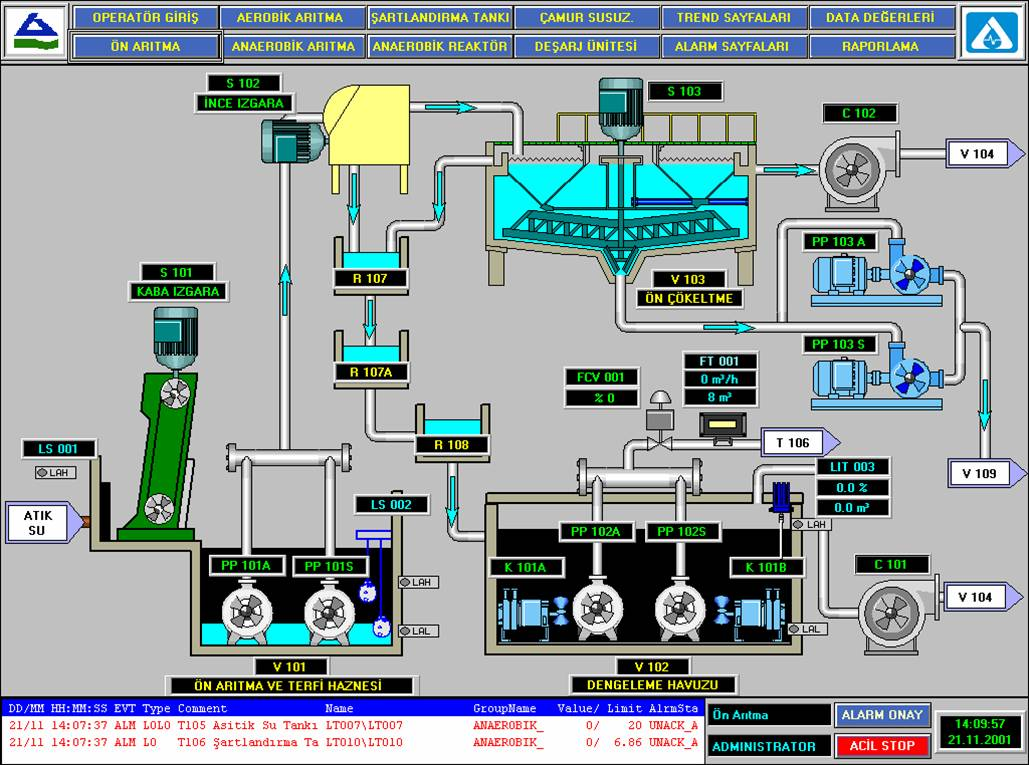 OPERATÖR GİRİŞ
AEROBİK ARITMA
ŞARTLANDIRMA TANKI
ÇAMUR SUSUZ.
TREND SAYFALARI
DATA DEĞERLERİ
ÖN ARITMA
ANAEROBİK ARITMA
ANAEROBİK REAKTÖR
DEŞARJ ÜNİTESİ
ALARM SAYFALARI
RAPORLAMA
S 102
İNCE IZGARA
S 103
C 102
V 104
R 107
V 103
ÖN ÇÖKELTME
PP 103 A
S 101
KABA IZGARA
R 107A
PP 103 S
FCV 001
% 0
FT 001
0 m³/h
8 m³
R 108
T 106
V 109
LS 001
LAH
LIT 003
0.0 %
0.0 m³
ATIK
SU
LS 002
LAH
PP 102A
PP 102S
PP 101A
PP 101S
K 101A
K 101B
C 101
LAH
V 104
LAL
LAL
V 101
ÖN ARITMA VE TERFİ HAZNESİ
V 102
DENGELEME HAVUZU
DD/MM HH:MM:SS EVT Type Comment Name GroupName Value/ Limit AlrmSta
21/11 14:07:37 ALM LOLO T105 Asitik Su Tankı LT007\LT007 ANAEROBIK_ 0/ 20 UNACK_A
21/11 14:07:37 ALM LO T106 Şartlandırma Ta LT010\LT010 ANAEROBIK_ 0/ 6.86 UNACK_A
Ön Arıtma
ALARM ONAY
ADMINISTRATOR
ACİL STOP
14:09:57
21.11.2001